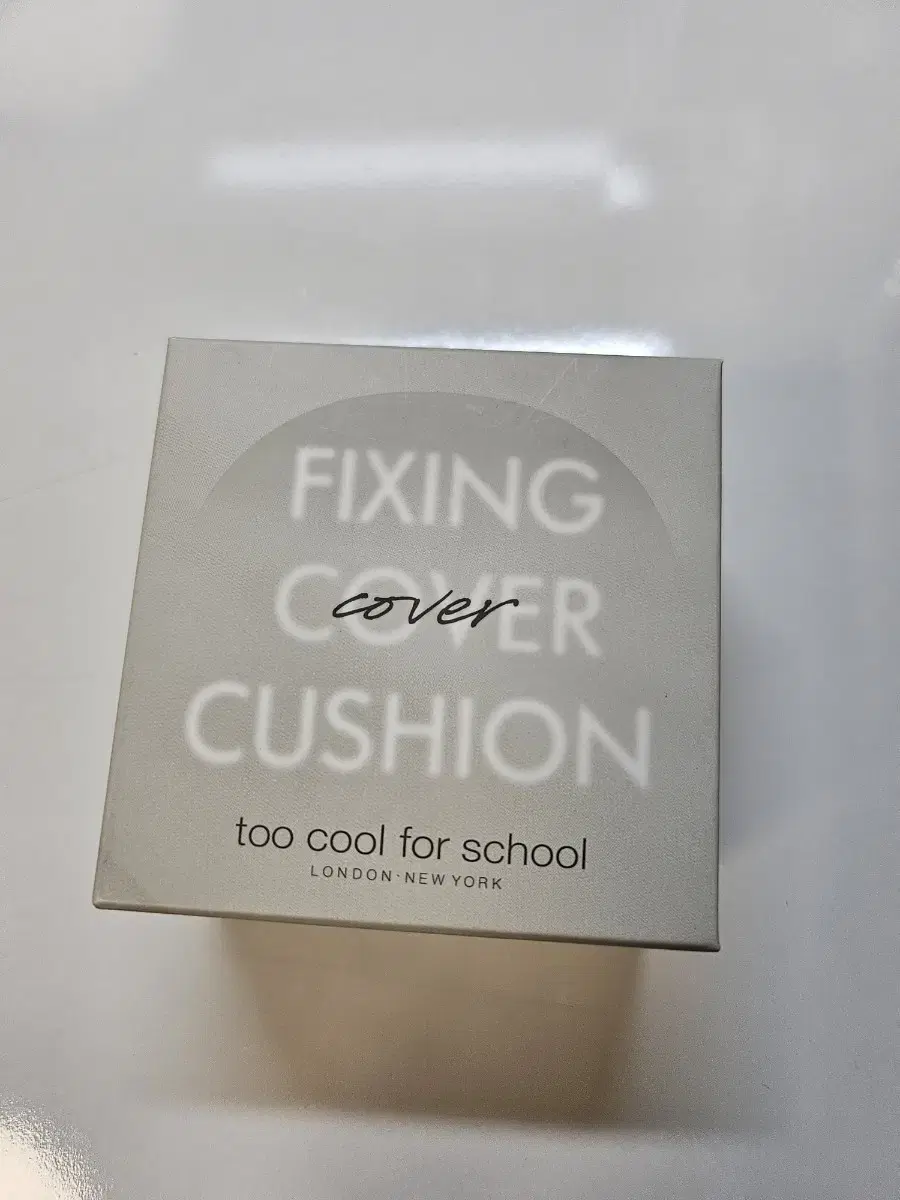 FIXING
COVER
cover
CUSHION
too cool for school
LONDON·NEW YORK